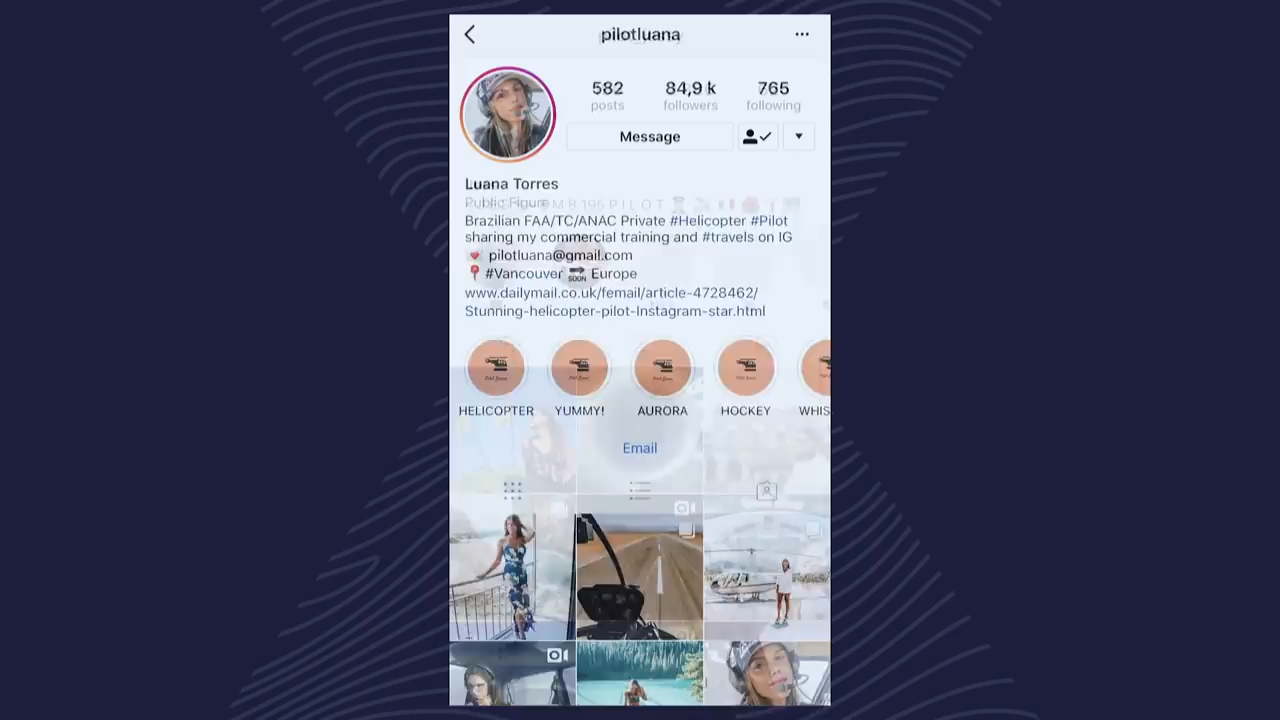 pilotluana
582
84,9 k
765
posts
followers
following
Message
Luana Torres
Public Figure
Brazilian FAA/TC/ANAC Private #Helicopter #Pilot
sharing my commercial training and #travels on IG
pilotluana@gmail.com
#Vancouver SOON Europe
www.dailymail.co.uk/femail/article-4728462/
Stunning-helicopter-pilot-Instagram-star.html
HELICOPTER
YUMMY!
AURORA
HOCKEY
WHIS
Email